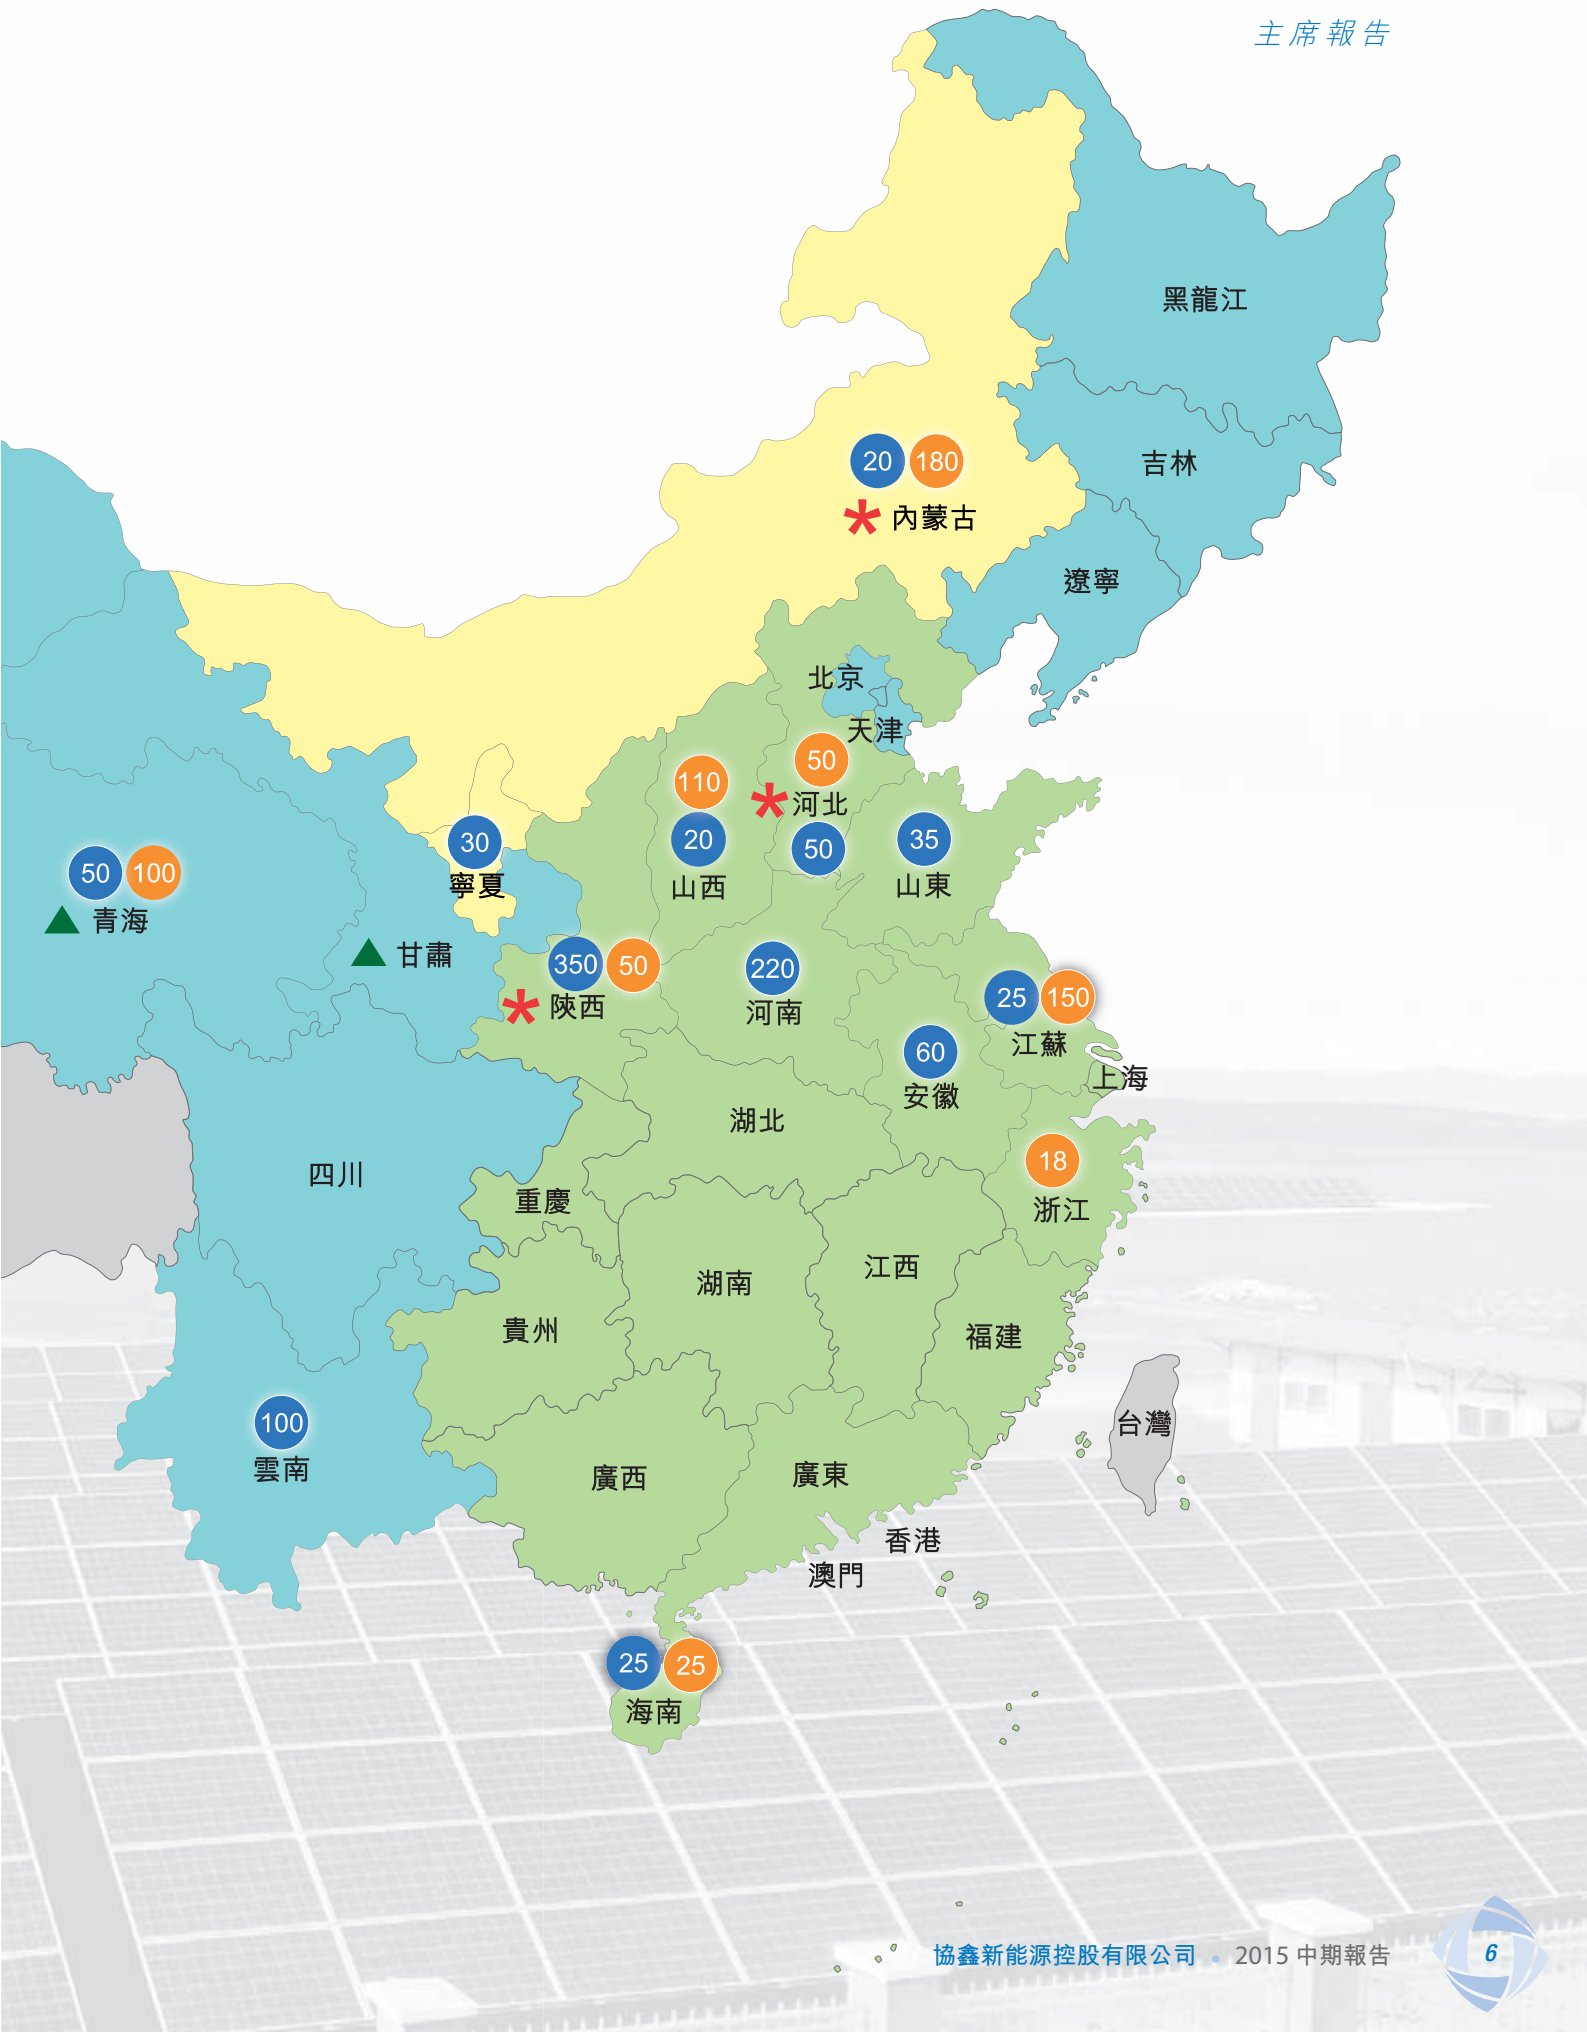 主席報告
黑龍江
20 180
吉林
* 內蒙古
遼寧
北京
天津
50
110
* 河北
30
20
50
35
寧夏
山西
山東
50 100
青海
甘肅
350 50
220
25 150
* 陝西
河南
江蘇
60
上海
安徽
湖北
18
四川
重慶
浙江
江西
湖南
貴州
福建
100
台灣
雲南
廣西
廣東
香港
澳門
25 25
海南
協鑫新能源控股有限公司 • 2015 中期報告 6